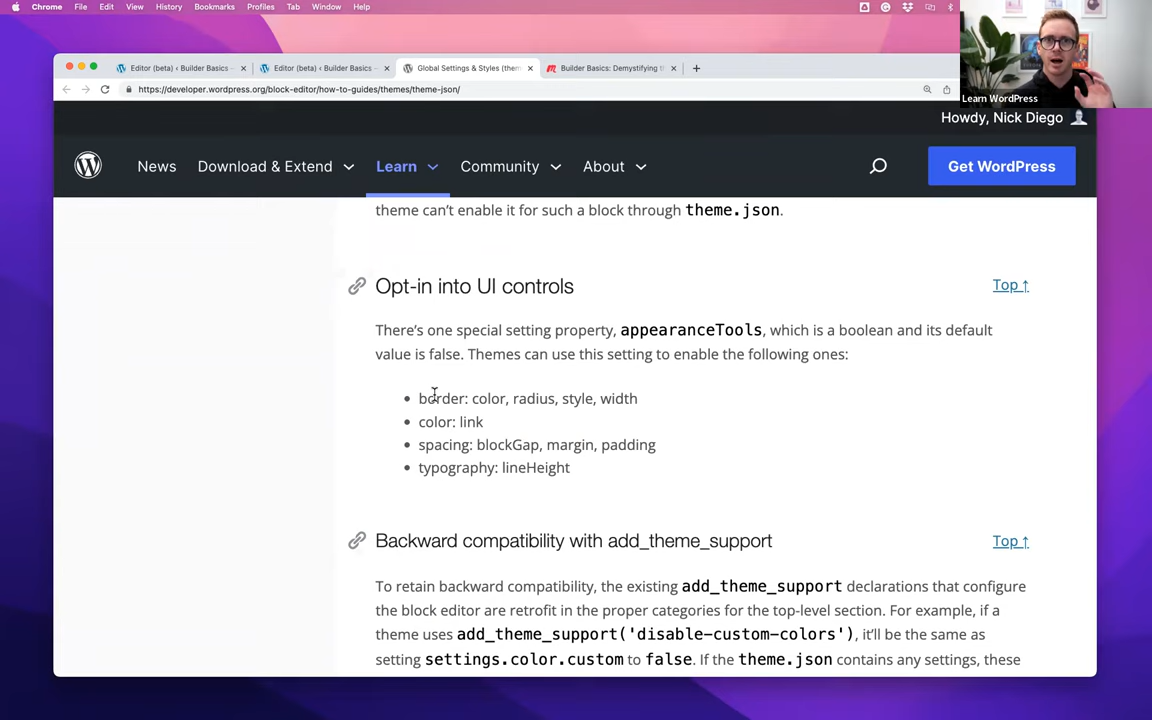 Chrome File Edit View History Bookmarks Profiles Tab Window Help
Editor (beta) ‹ Builder Basics –
Editor (beta) ‹ Builder Basics –
Global Settings & Styles (them
Builder Basics: Demystifying t
https://developer.wordpress.org/block-editor/how-to-guides/themes/theme-json/
Learn WordPress
Howdy, Nick Diego
News Download & Extend Learn Community About Get WordPress
theme can't enable it for such a block through theme.json.
Opt-in into UI controls
Top ↑
There's one special setting property, appearanceTools, which is a boolean and its default
value is false. Themes can use this setting to enable the following ones:
• border: color, radius, style, width
• color: link
• spacing: blockGap, margin, padding
• typography: lineHeight
Backward compatibility with add_theme_support
Top ↑
To retain backward compatibility, the existing add_theme_support declarations that configure
the block editor are retrofit in the proper categories for the top-level section. For example, if a
theme uses add_theme_support('disable-custom-colors'), it'll be the same as
setting settings.color.custom to false. If the theme.json contains any settings, these